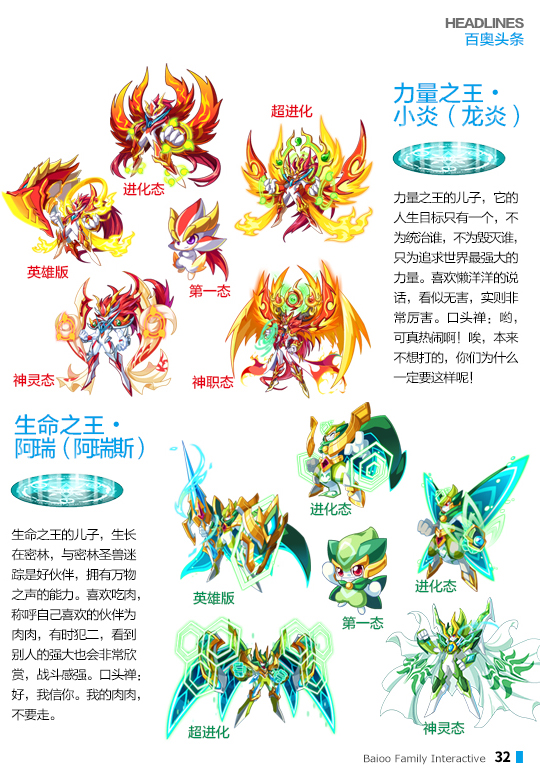 HEADLINES
百奥头条
力量之王·
小炎（龙炎）
力量之王的儿子，它的
人生目标只有一个，不
为统治谁，不为毁灭谁，
只为追求世界最强大的
力量。喜欢懒洋洋的说
话，看似无害，实则非
常厉害。口头禅：哟，
可真热闹啊！唉，本来
不想打的，你们为什么
一定要这样呢！
进化态
超进化
英雄版
第一态
神灵态
神职态
生命之王·
阿瑞（阿瑞斯）
生命之王的儿子，生长
在密林，与密林圣兽迷
踪是好伙伴，拥有万物
之声的能力。喜欢吃肉，
称呼自己喜欢的伙伴为
肉肉，有时犯二，看到
别人的强大也会非常欣
赏，战斗感强。口头禅：
好，我信你。我的肉肉，
不要走。
进化态
英雄版
第一态
进化态
超进化
神灵态
Baioo Family Interactive 32